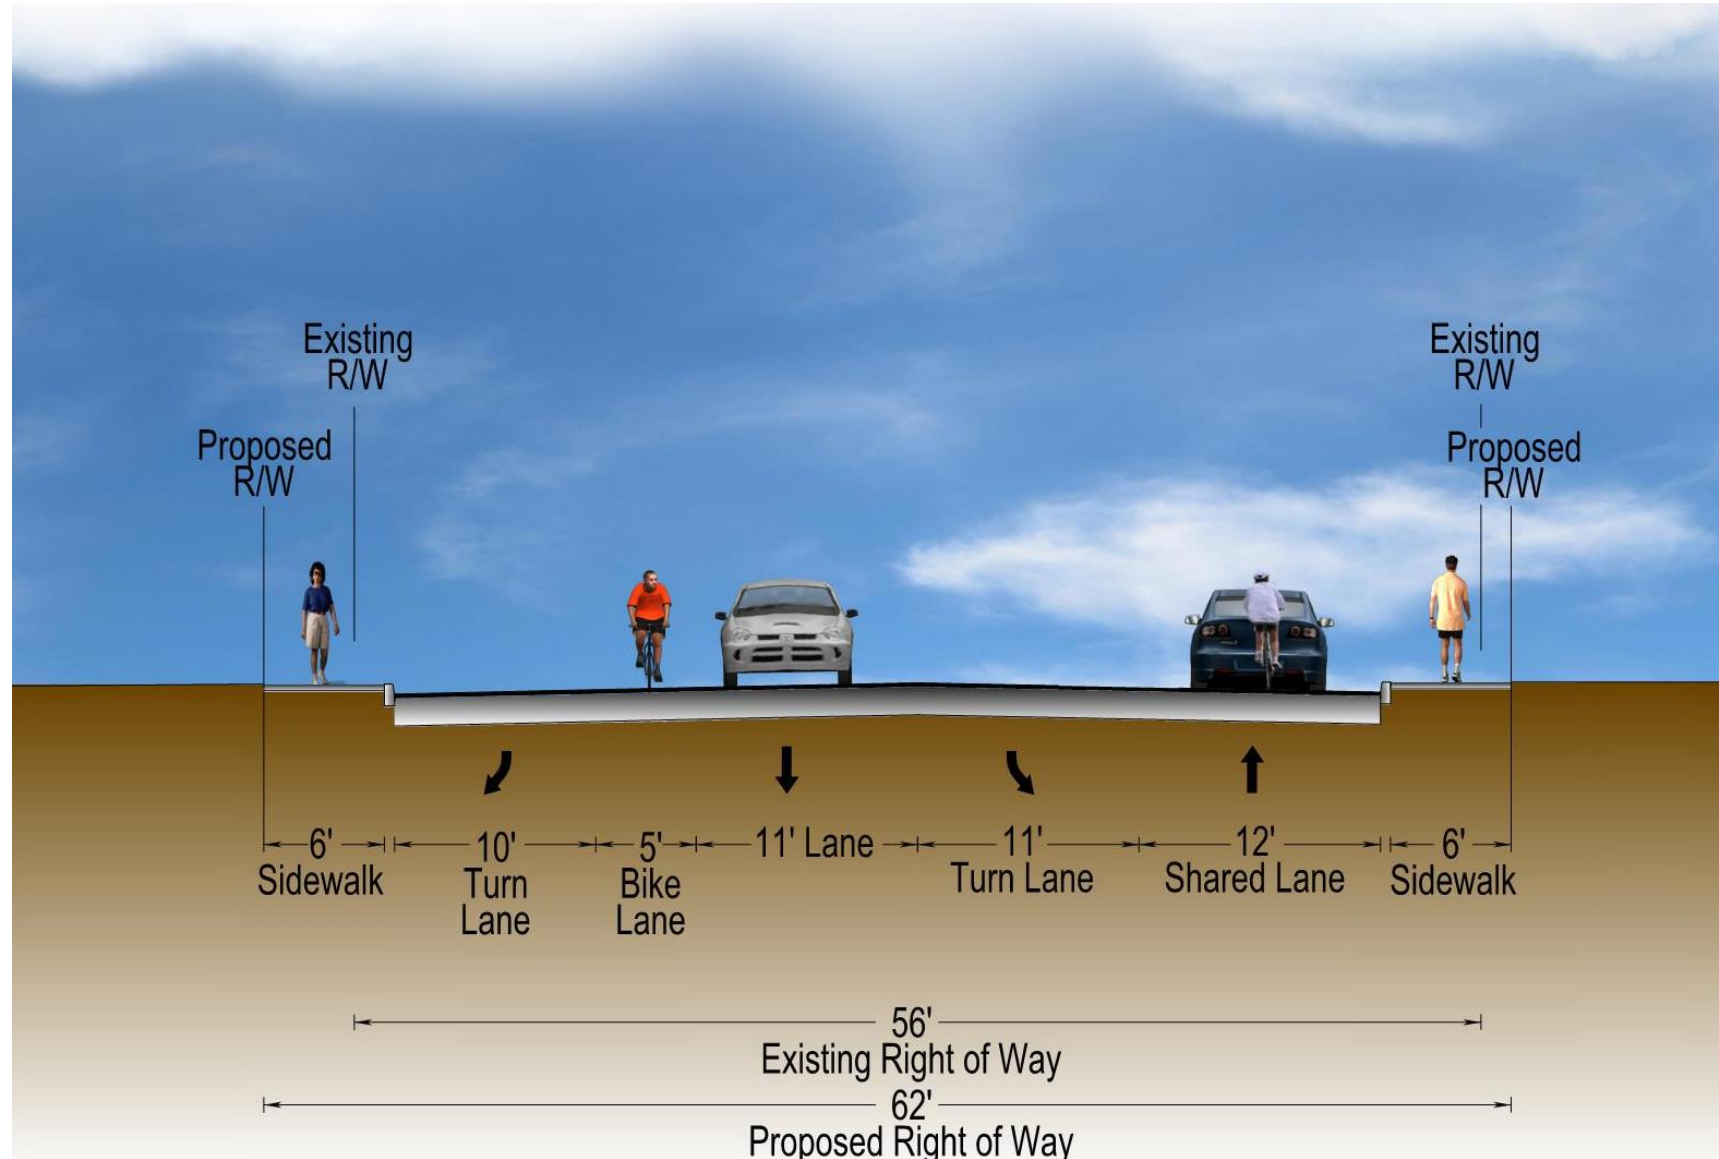 Existing
R/W
Existing
R/W
Proposed
R/W
Proposed
R/W
6'
Sidewalk
10'
Turn
Lane
5'
Bike
Lane
11' Lane
11'
Turn Lane
12'
Shared Lane
6'
Sidewalk
56'
Existing Right of Way
62'
Proposed Right of Way